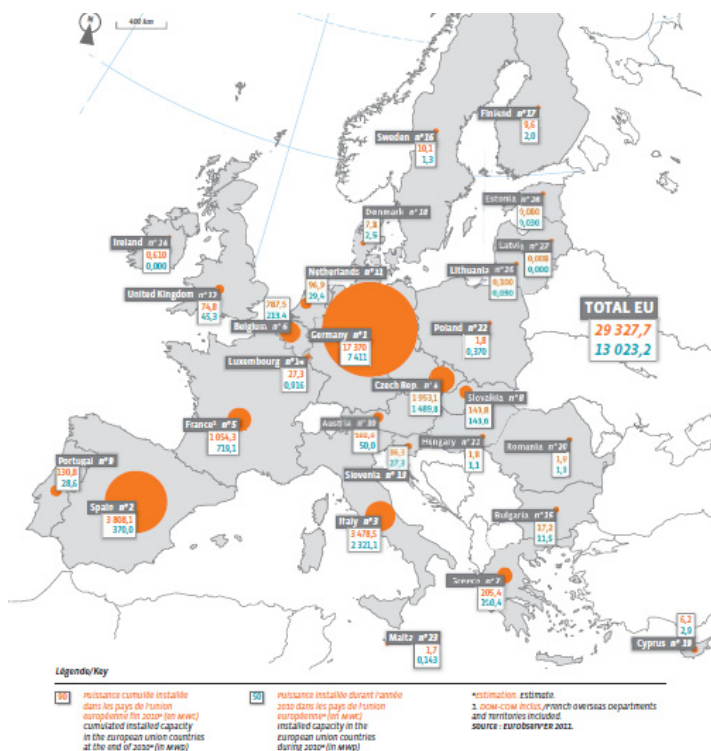 N
400 km
Finland n°17
9,6
2,0
Sweden n°16
10,1
1,3
Estonia n°28
Denmark n°18
7,1
2,5
Ireland n°26
0,610
0,000
Latvia n°27
0,008
0,000
Lithuania n°25
0,100
0,030
Netherlands n°11
96,9
29,4
United Kingdom n°12
74,8
45,3
787,5
213,4
Belgium n°6
Germany n°1
17 370
7 411
Poland n°22
1,8
0,370
TOTAL EU
29 327,7
13 023,2
Luxembourg n°14
27,3
0,916
Czech Rep. n°4
1 953,1
1 489,8
Slovakia n°8
143,8
143,6
France¹ n°5
1 054,3
719,1
Austria n°10
50,0
Hungary n°21
1,8
1,1
Romania n°20
1,9
1,3
Slovenia n°13
Portugal n°9
130,8
28,6
Spain n°2
3 808,1
370,0
Italy n°3
3 478,5
2 321,1
Bulgaria n°15
17,2
11,5
Greece n°7
205,4
150,4
Malta n°23
1,7
0,143
6,2
2,9
Cyprus n°19
Légende/Key
90
Puissance cumulée installée
dans les pays de l'union
européenne fin 2010* (en MWc)
cumulated installed capacity
in the european union countries
at the end of 2010* (in MWp)
50
Puissance installée durant l'année
2010 dans les pays de l'union
européenne* (en MWc)
installed capacity in the
european union countries
during 2010* (in MWp)
*Estimation. Estimate.
1. DOM-COM inclus./French overseas Departments
and Territories included.
Source : EurObserv'ER 2011.